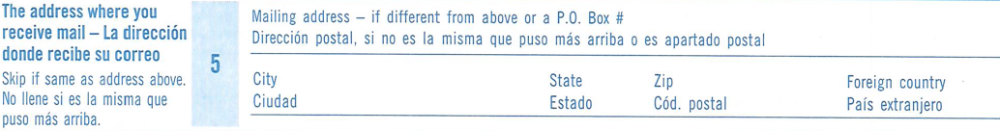 The address where you
receive mail – La dirección
donde recibe su correo
Skip if same as address above.
No llene si es la misma que
puso más arriba.
5
Mailing address – if different from above or a P.O. Box #
Dirección postal, si no es la misma que puso más arriba o es apartado postal
City State Zip Foreign country
Ciudad Estado Cód. postal País extranjero